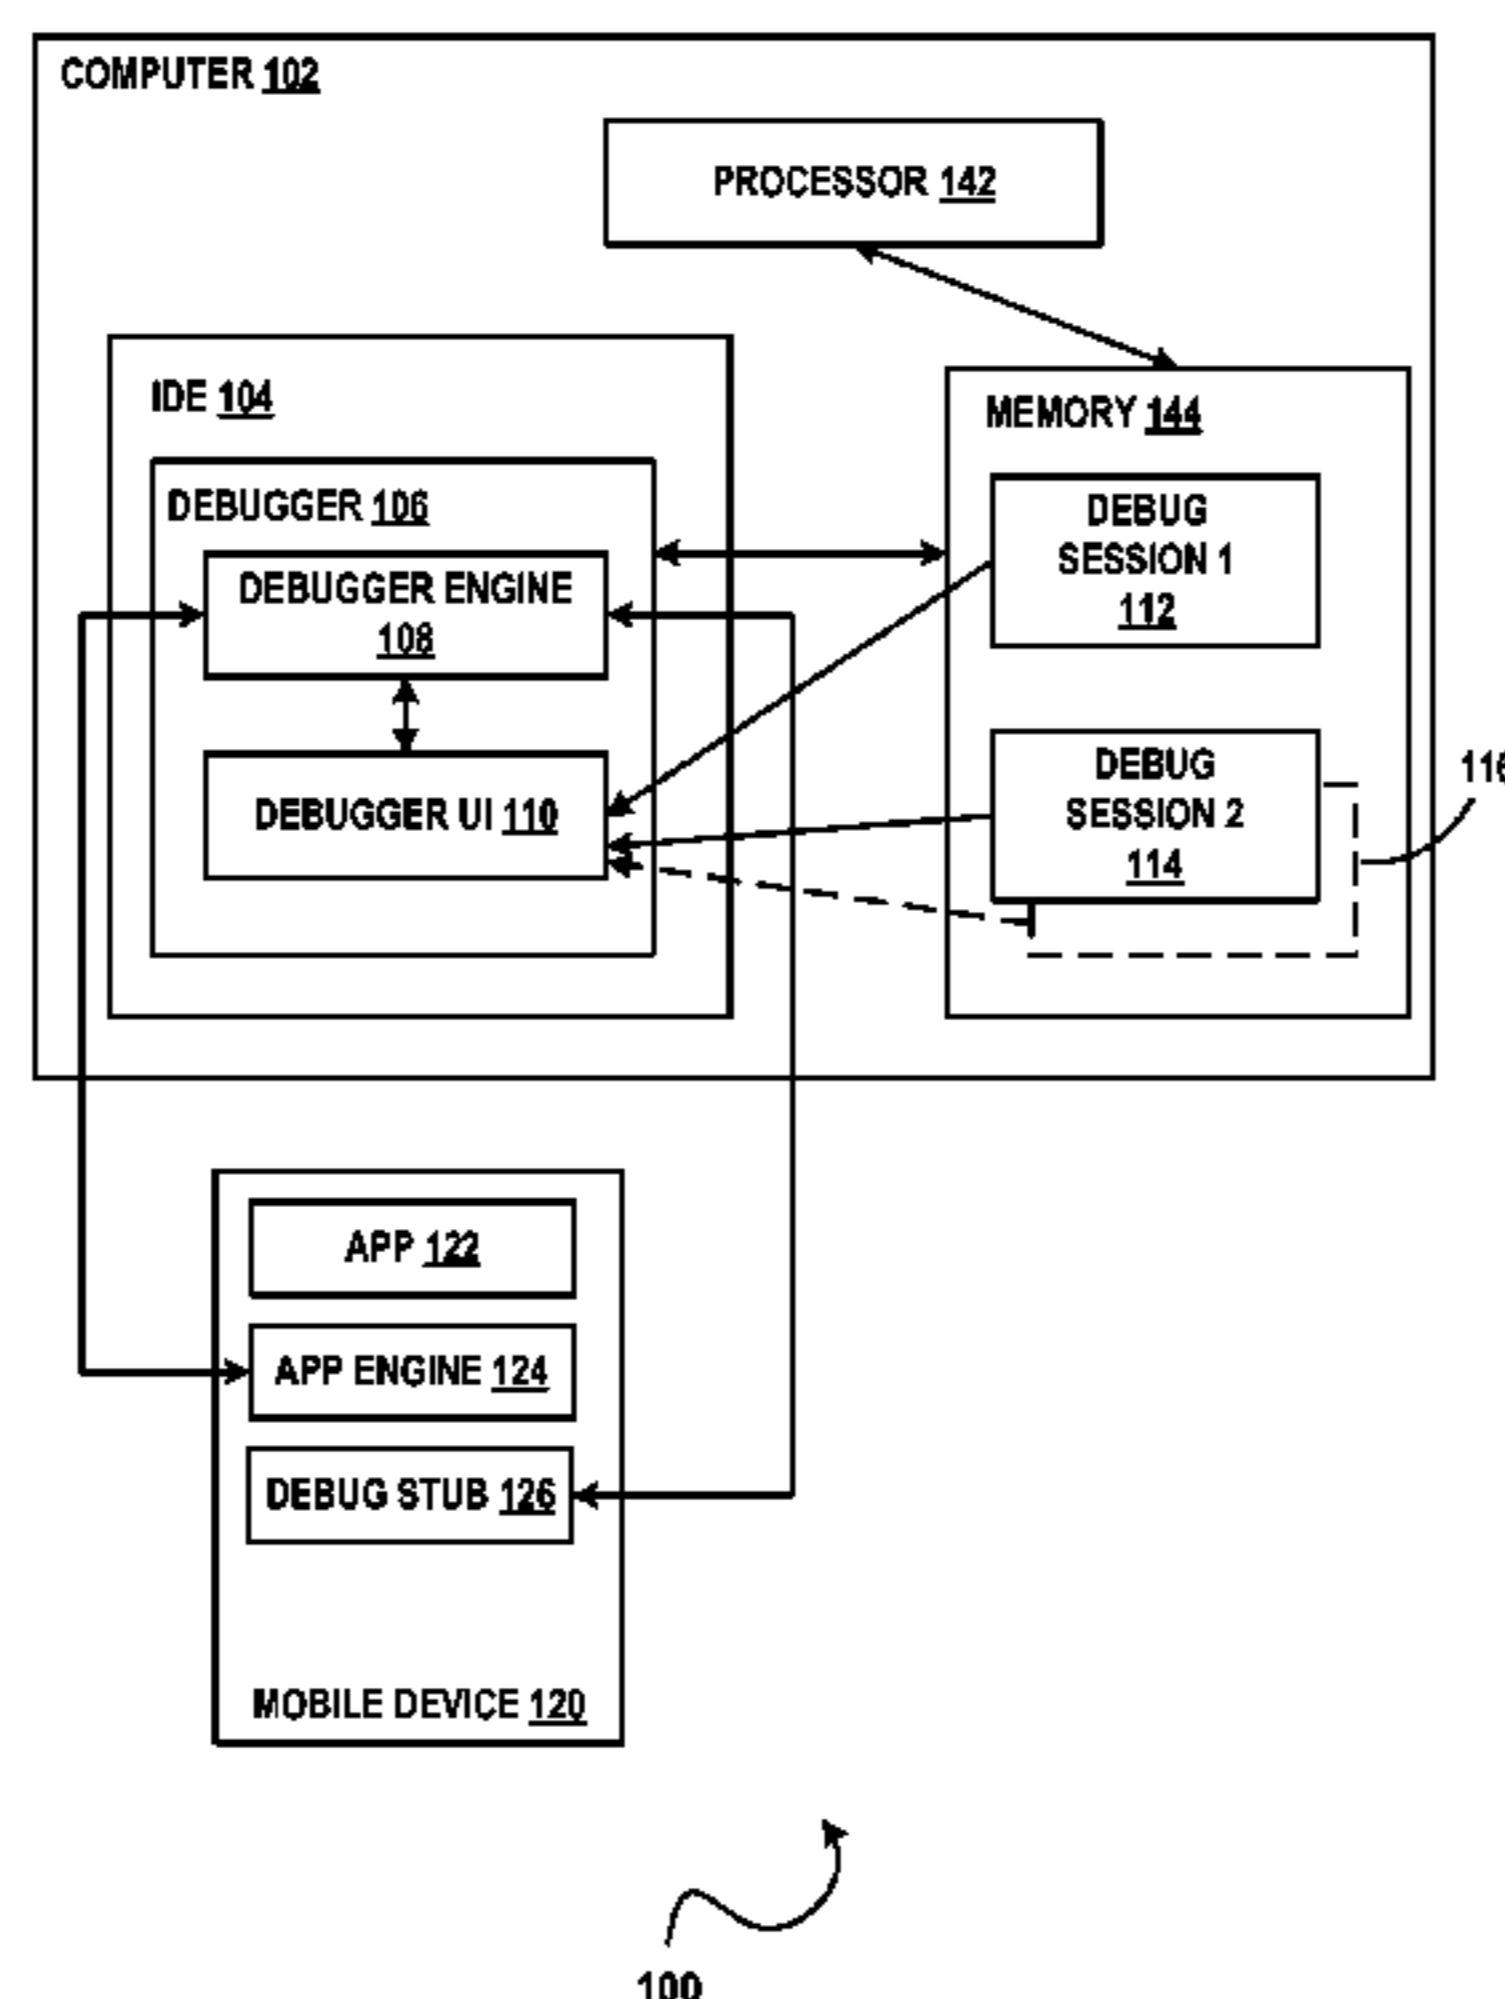 COMPUTER 102
PROCESSOR 142
IDE 104
MEMORY 144
DEBUGGER 106
DEBUG
SESSION 1
112
DEBUGGER ENGINE
108
DEBUGGER UI 110
DEBUG
SESSION 2
114
116
APP 122
APP ENGINE 124
DEBUG STUB 126
MOBILE DEVICE 120
100